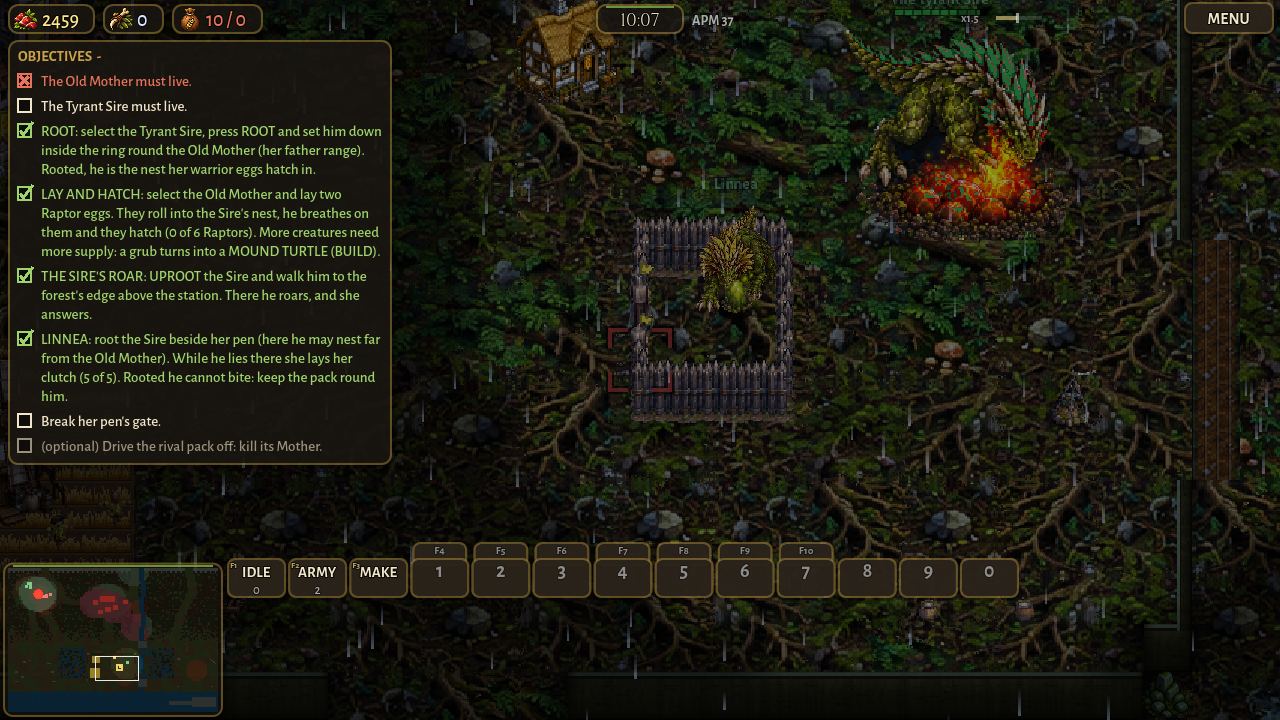 2459
0
10 / 0
10:07
APM 37
The Tyrant Sire
x1.5
MENU
OBJECTIVES -
The Old Mother must live.
The Tyrant Sire must live.
ROOT: select the Tyrant Sire, press ROOT and set him down
inside the ring round the Old Mother (her father range).
Rooted, he is the nest her warrior eggs hatch in.
LAY AND HATCH: select the Old Mother and lay two
Raptor eggs. They roll into the Sire's nest, he breathes on
them and they hatch (0 of 6 Raptors). More creatures need
more supply: a grub turns into a MOUND TURTLE (BUILD).
THE SIRE'S ROAR: UPROOT the Sire and walk him to the
forest's edge above the station. There he roars, and she
answers.
LINNEA: root the Sire beside her pen (here he may nest far
from the Old Mother). While he lies there she lays her
clutch (5 of 5). Rooted he cannot bite: keep the pack round
him.
Break her pen's gate.
(optional) Drive the rival pack off: kill its Mother.
Linnea
F1 IDLE 0
F2 ARMY 2
F3 MAKE
F4 1
F5 2
F6 3
F7 4
F8 5
F9 6
F10 7
8
9
0